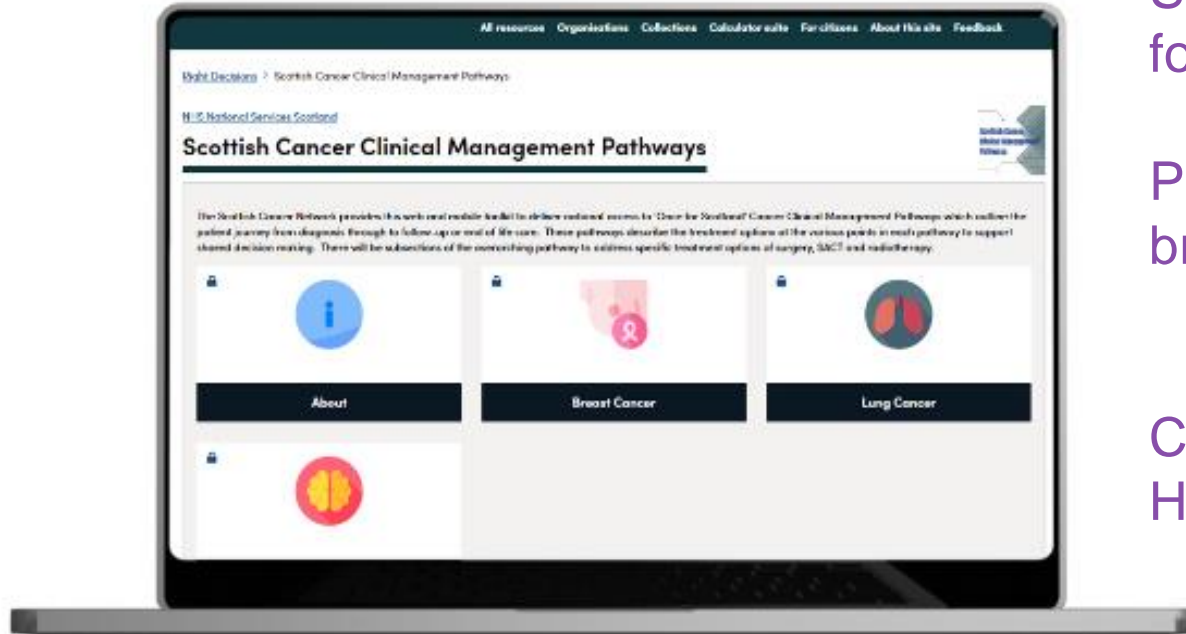 All resources Organisations Collections Calculator suite For citizens About this site Feedback
Right Decisions > Scottish Cancer Clinical Management Pathways
NHS National Services Scotland
Scottish Cancer Clinical Management Pathways
The Scottish Cancer Network provides this web and mobile toolkit to deliver national access to 'Once for Scotland' Cancer Clinical Management Pathways which outline the
patient journey from diagnosis through to follow-up or end of life care. These pathways describe the treatment options at the various points in each pathway to support
shared decision making. There will be subsections of the overarching pathway to address specific treatment options of surgery, SACT and radiotherapy.
About
Breast Cancer
Lung Cancer
fo
P
br
C
H